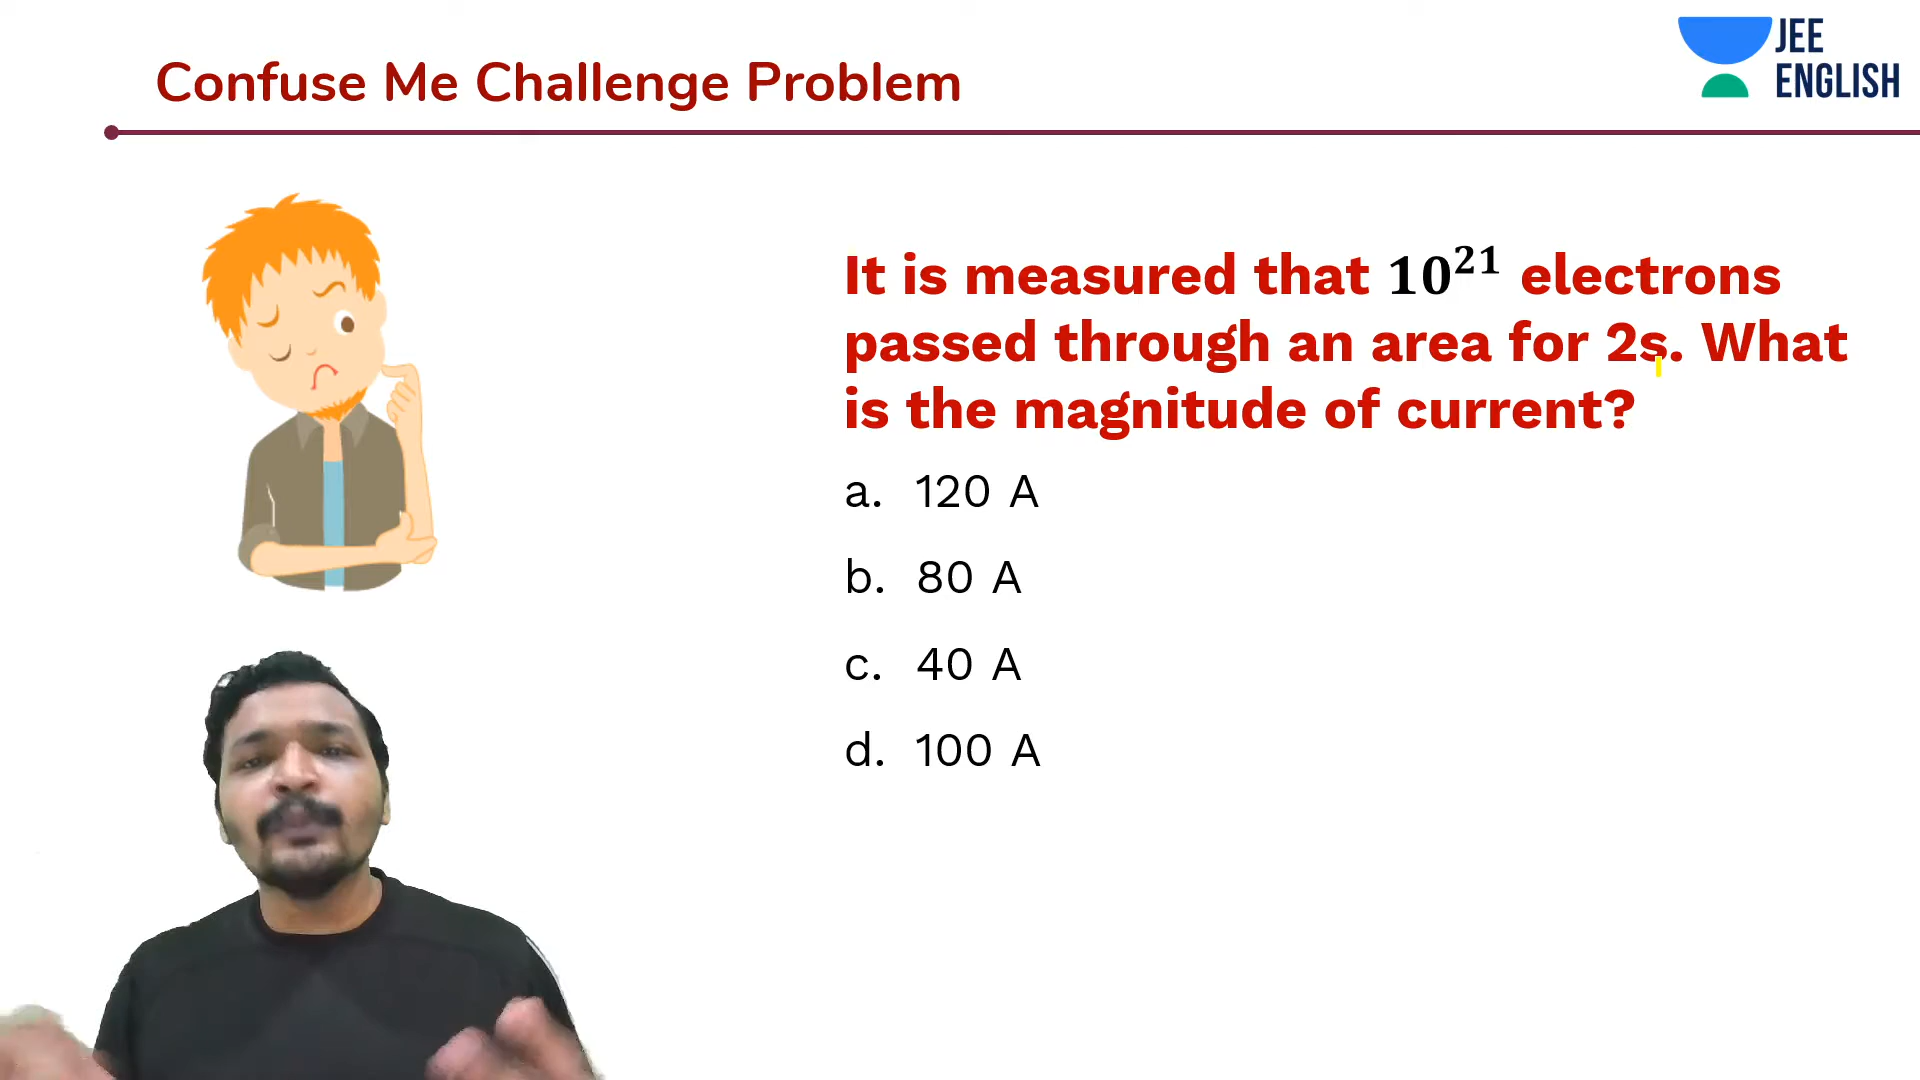 Confuse Me Challenge Problem
JEE
ENGLISH
It is measured that 10²¹ electrons
passed through an area for 2s. What
is the magnitude of current?
a. 120 A
b. 80 A
c. 40 A
d. 100 A